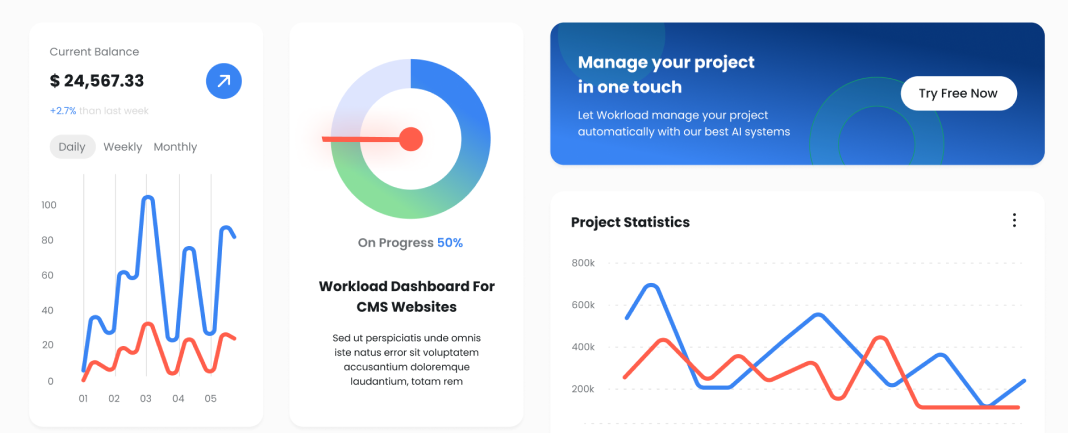 Current Balance
$ 24,567.33
+2.7% thon last week
Daily Weekly Monthly
100
80
60
40
20
0
01 02 03 04 05
On Progress 50%
Workload Dashboard For
CMS Websites
Sed ut perspiciatis unde omnis
iste natus error sit voluptatem
accusantium doloremque
laudantium, totam rem
Manage your project
in one touch
Let Wokrload manage your project
automatically with our best AI systems
Try Free Now
Project Statistics
800k
600k
400k
200k